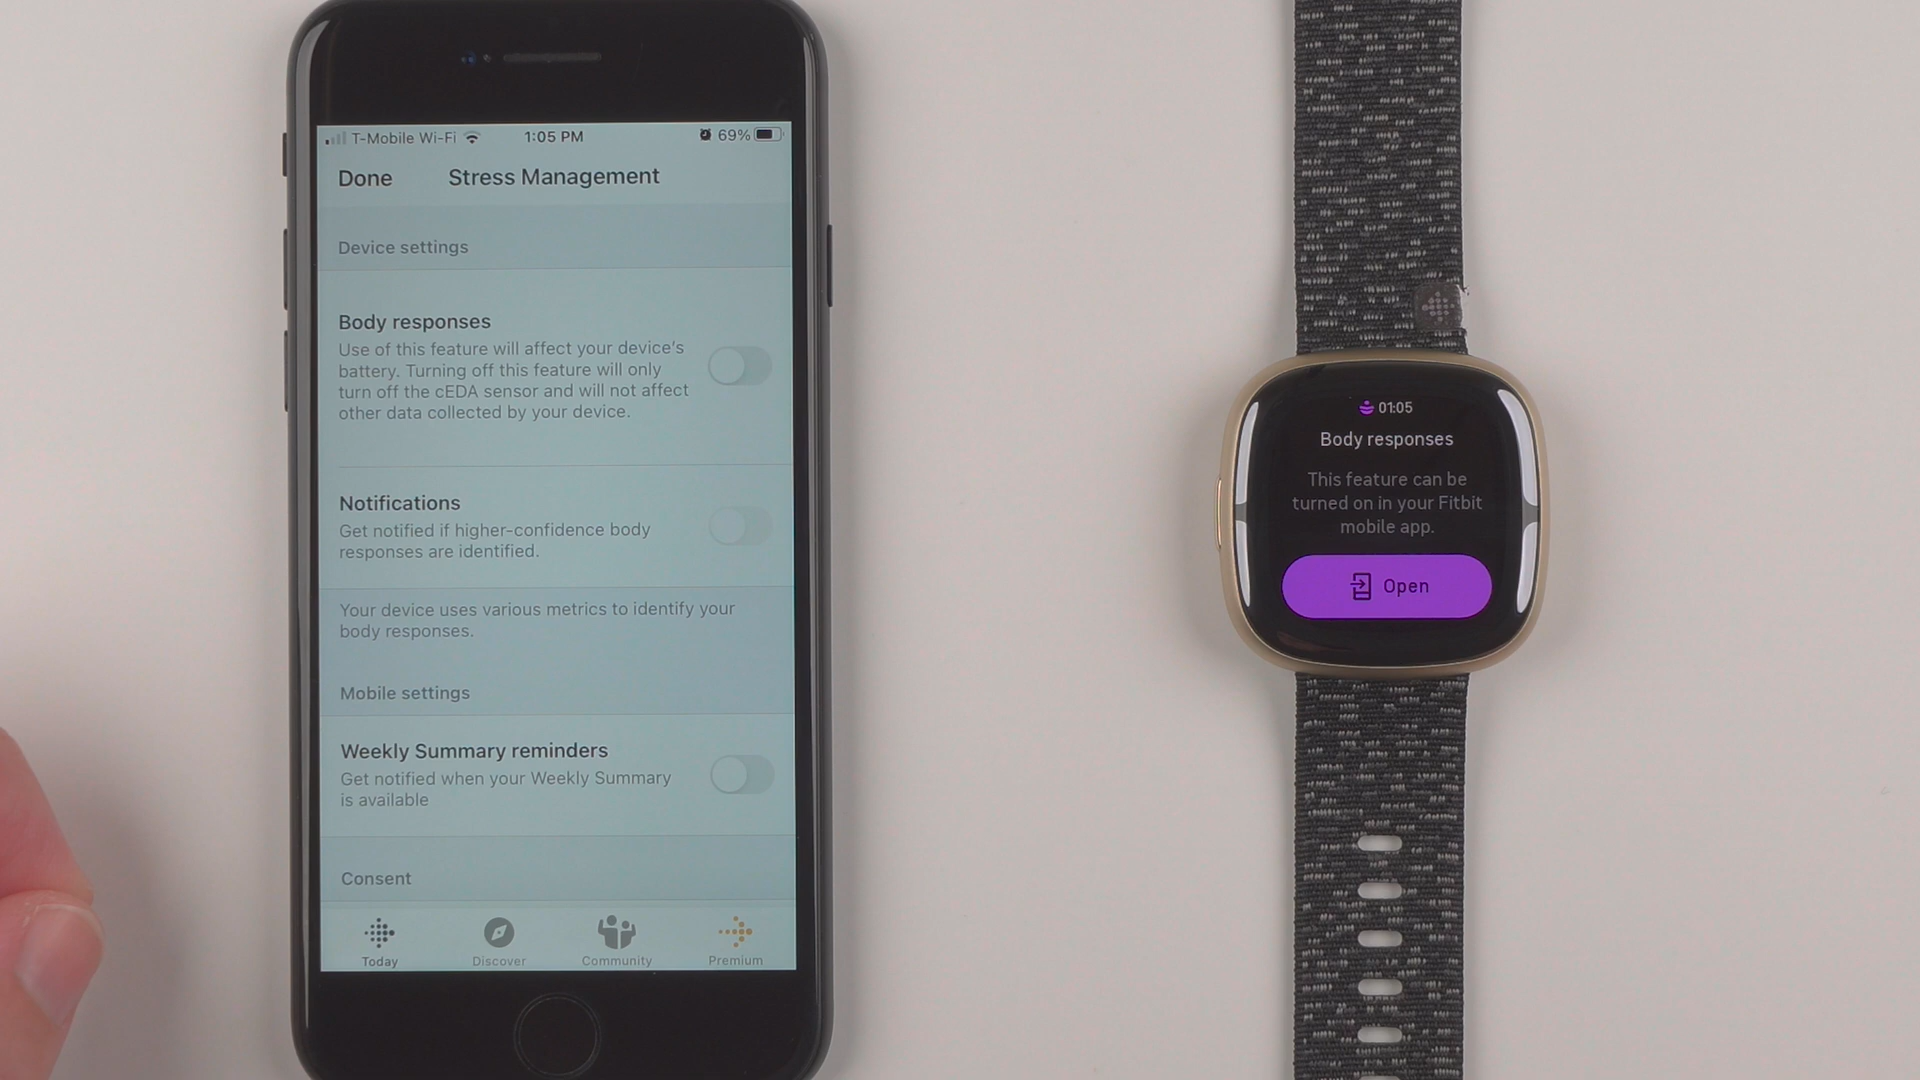 T-Mobile Wi-Fi 1:05 PM 69%
Done Stress Management
Device settings
Body responses
Use of this feature will affect your device's
battery. Turning off this feature will only
turn off the cEDA sensor and will not affect
other data collected by your device.
Notifications
Get notified if higher-confidence body
responses are identified.
Your device uses various metrics to identify your
body responses.
Mobile settings
Weekly Summary reminders
Get notified when your Weekly Summary
is available
Consent
Today Discover Community Premium
01:05
Body responses
This feature can be
turned on in your Fitbit
mobile app.
Open